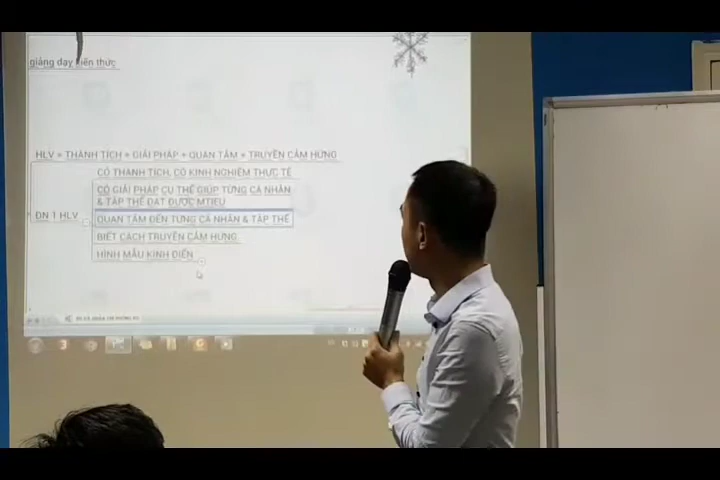 giảng dạy kiến thức
HLV = THÀNH TÍCH + GIẢI PHÁP + QUAN TÂM + TRUYỀN CẢM HỨNG
CÓ THÀNH TÍCH, CÓ KINH NGHIỆM THỰC TẾ
CÓ GIẢI PHÁP CỤ THỂ GIÚP TỪNG CÁ NHÂN
& TẬP THỂ ĐẠT ĐƯỢC MTIEU
ĐN 1 HLV
QUAN TÂM ĐẾN TỪNG CÁ NHÂN & TẬP THỂ
BIẾT CÁCH TRUYỀN CẢM HỨNG
HÌNH MẪU KINH ĐIỂN